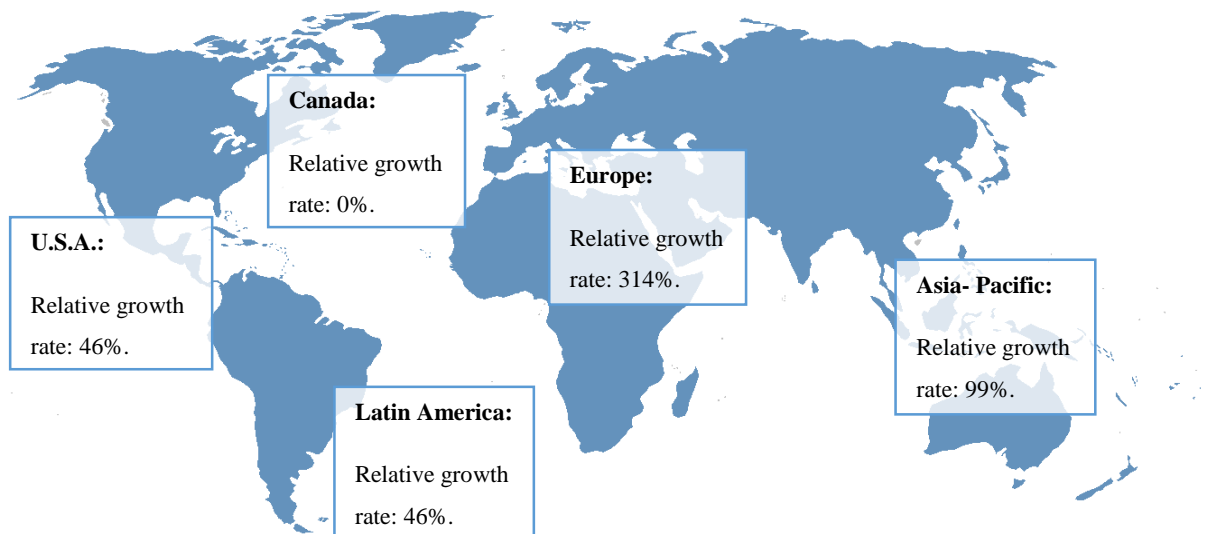 Canada:
Relative growth
rate: 0%.
Europe:
Relative growth
rate: 314%.
U.S.A.:
Relative growth
rate: 46%.
Asia- Pacific:
Relative growth
rate: 99%.
Latin America:
Relative growth
rate: 46%.